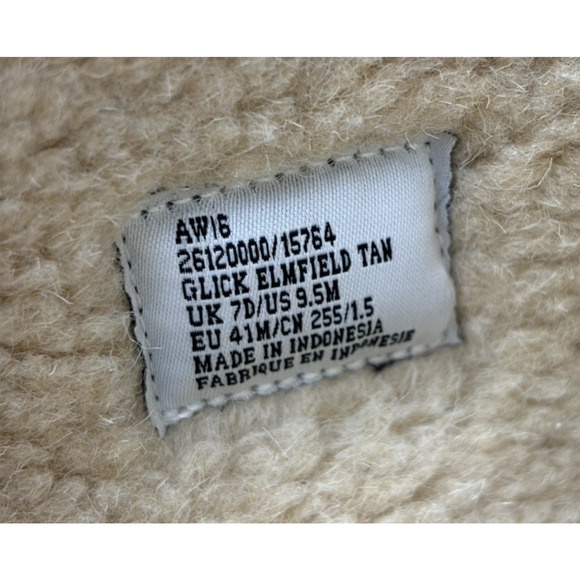 AW16
26120000/15764
GLICK ELMFIELD TAN
UK 7D/US 9.5M
EU 41M/CN 255/1.5
MADE IN INDONESIA
FABRIQUE EN INDONESIE